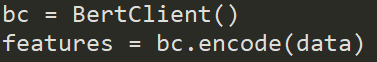 bc = BertClient()
features = bc.encode(data)